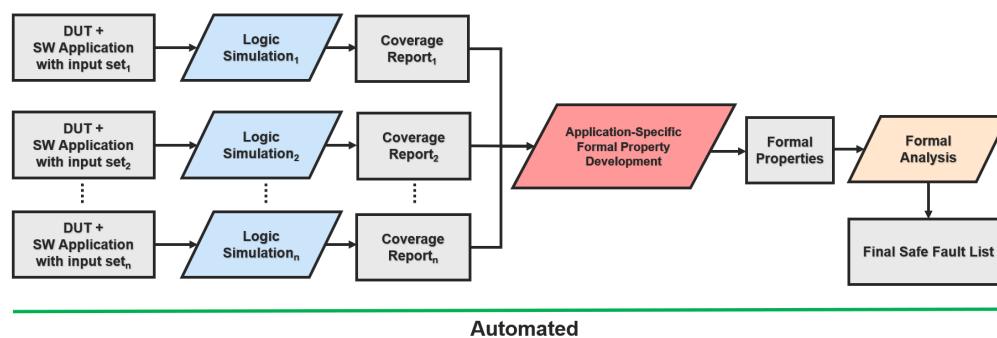 DUT +
SW Application
with input set1
Logic
Simulation1
Coverage
Report1
DUT +
SW Application
with input set2
Logic
Simulation2
Coverage
Report2
DUT +
SW Application
with input setn
Logic
Simulationn
Coverage
Reportn
Application-Specific
Formal Property
Development
Formal
Properties
Formal
Analysis
Final Safe Fault List
Automated